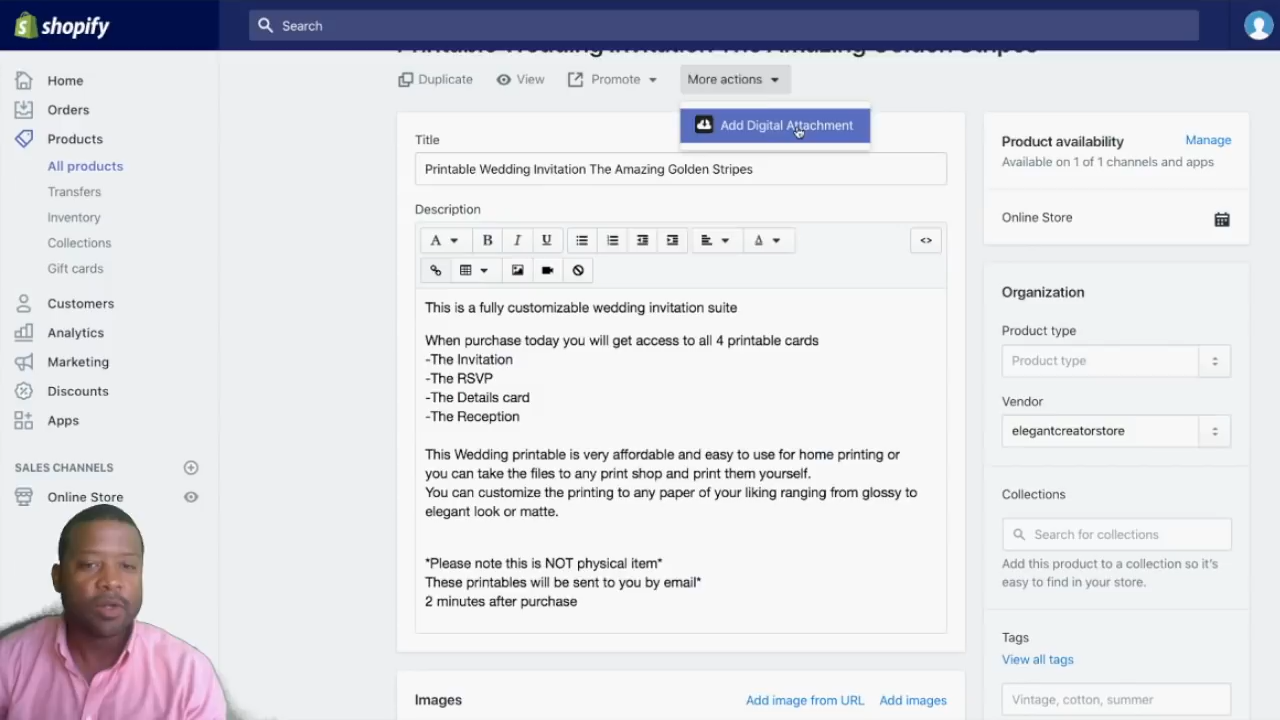 shopify
Search
Printable Wedding Invitation The Amazing Golden Stripes
Duplicate
View
Promote
More actions
Add Digital Attachment
Home
Orders
Products
All products
Transfers
Inventory
Collections
Gift cards
Customers
Analytics
Marketing
Discounts
Apps
SALES CHANNELS
Online Store
Title
Printable Wedding Invitation The Amazing Golden Stripes
Description
A
B
I
U
A
<>
This is a fully customizable wedding invitation suite
When purchase today you will get access to all 4 printable cards
-The Invitation
-The RSVP
-The Details card
-The Reception
This Wedding printable is very affordable and easy to use for home printing or
you can take the files to any print shop and print them yourself.
You can customize the printing to any paper of your liking ranging from glossy to
elegant look or matte.
*Please note this is NOT physical item*
These printables will be sent to you by email*
2 minutes after purchase
Images
Add image from URL
Add images
Product availability
Manage
Available on 1 of 1 channels and apps
Online Store
Organization
Product type
Product type
Vendor
elegantcreatorstore
Collections
Search for collections
Add this product to a collection so it's
easy to find in your store.
Tags
View all tags
Vintage, cotton, summer